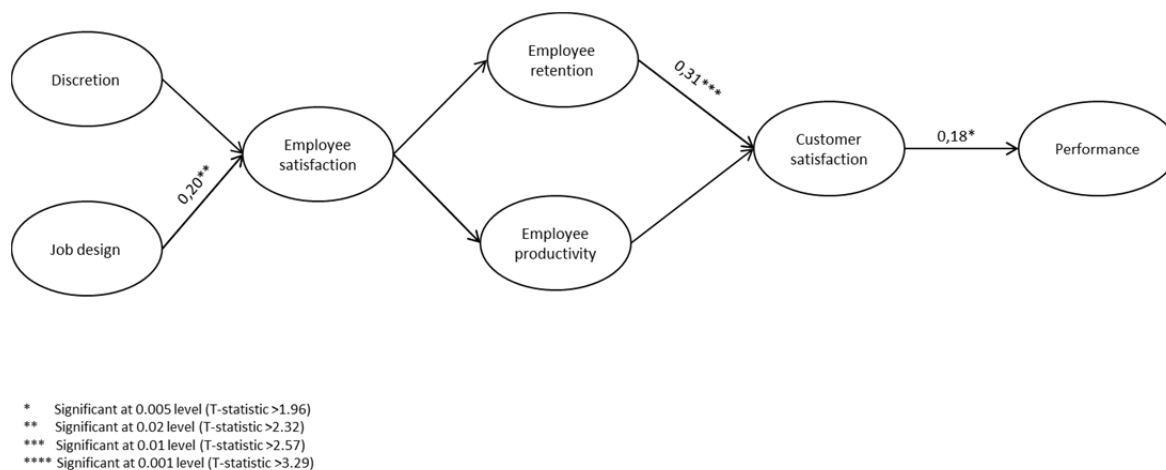 Discretion
Job design
0,20**
Employee
satisfaction
Employee
retention
Employee
productivity
0,31***
Customer
satisfaction
0,18*
Performance
* Significant at 0.005 level (T-statistic >1.96)
** Significant at 0.02 level (T-statistic >2.32)
*** Significant at 0.01 level (T-statistic >2.57)
**** Significant at 0.001 level (T-statistic >3.29)